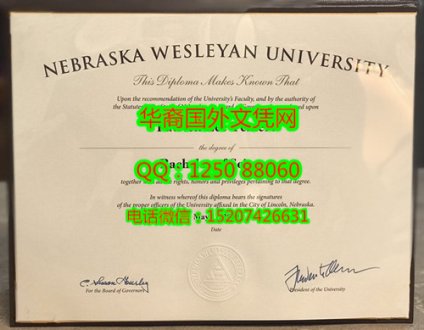 NEBRASKA WESLEYAN UNIVERSITY
This Diploma Makes Known That
Upon the recommendation of the University's Faculty, and by the authority of
the
华裔国外文凭网
the degree of
QQ：1250 88060
together with all the rights, honors and privileges pertaining to that degree.
In witness whereof this diploma bears the signatures
of the proper officers of the University affixed in the City of Lincoln, Nebraska.
电话微信：15207426631
Date
For the Board of Governors
President of the University